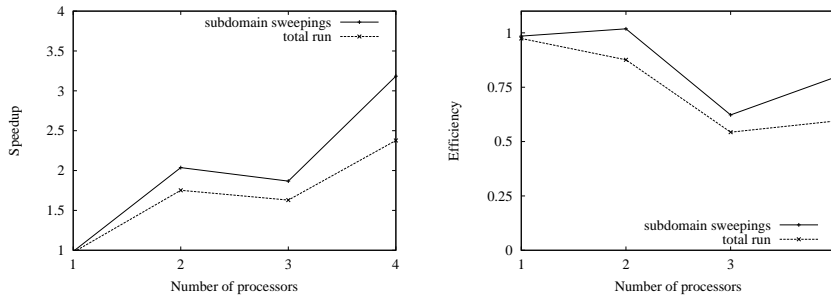 4
3.5
3
2.5
2
1.5
1
Speedup
subdomain sweepings
total run
1 2 3 4
Number of processors
1
0.75
0.5
0.25
0
Efficiency
subdomain sweepings
total run
1 2 3
Number of processors